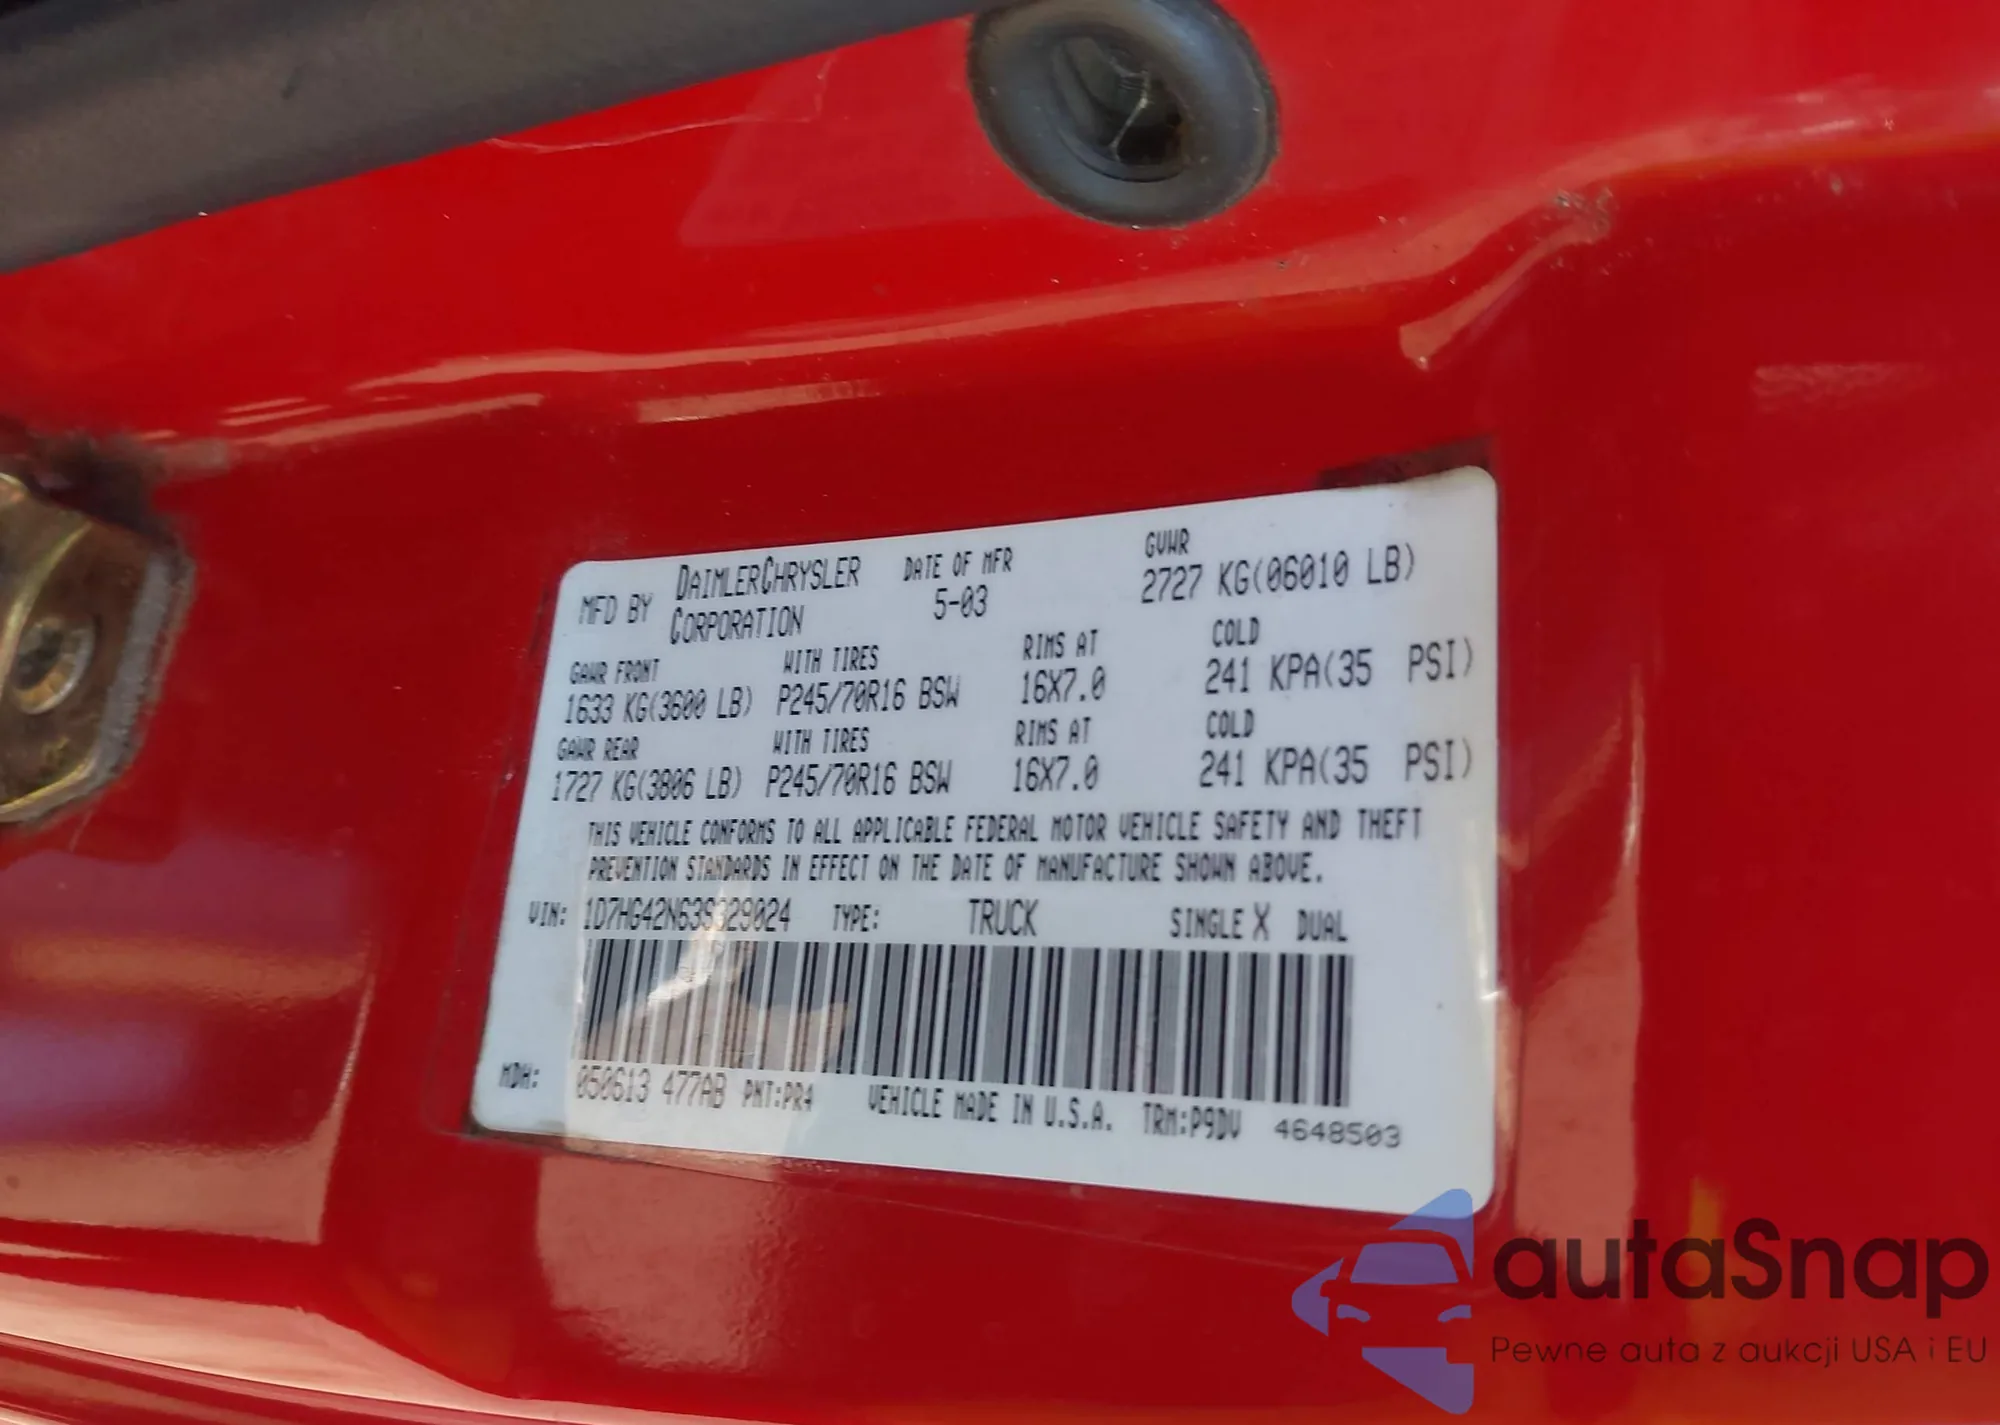 MFD BY DAIMLERCHRYSLER CORPORATION DATE OF MFR 5-03 GVWR 2727 KG(06010 LB)
GAWR FRONT WITH TIRES RIMS AT COLD
1633 KG(3600 LB) P245/70R16 BSW 16X7.0 241 KPA(35 PSI)
GAWR REAR WITH TIRES RIMS AT COLD
1727 KG(3806 LB) P245/70R16 BSW 16X7.0 241 KPA(35 PSI)
THIS VEHICLE CONFORMS TO ALL APPLICABLE FEDERAL MOTOR VEHICLE SAFETY AND THEFT
PREVENTION STANDARDS IN EFFECT ON THE DATE OF MANUFACTURE SHOWN ABOVE.
VIN: 1D7HG42N63S329024 TYPE: TRUCK SINGLE X DUAL
MDH: 050613 477AB PNT:PR4 VEHICLE MADE IN U.S.A. TRM:P9DV 4648503
autaSnap
Pewne auta z aukcji USA i EU